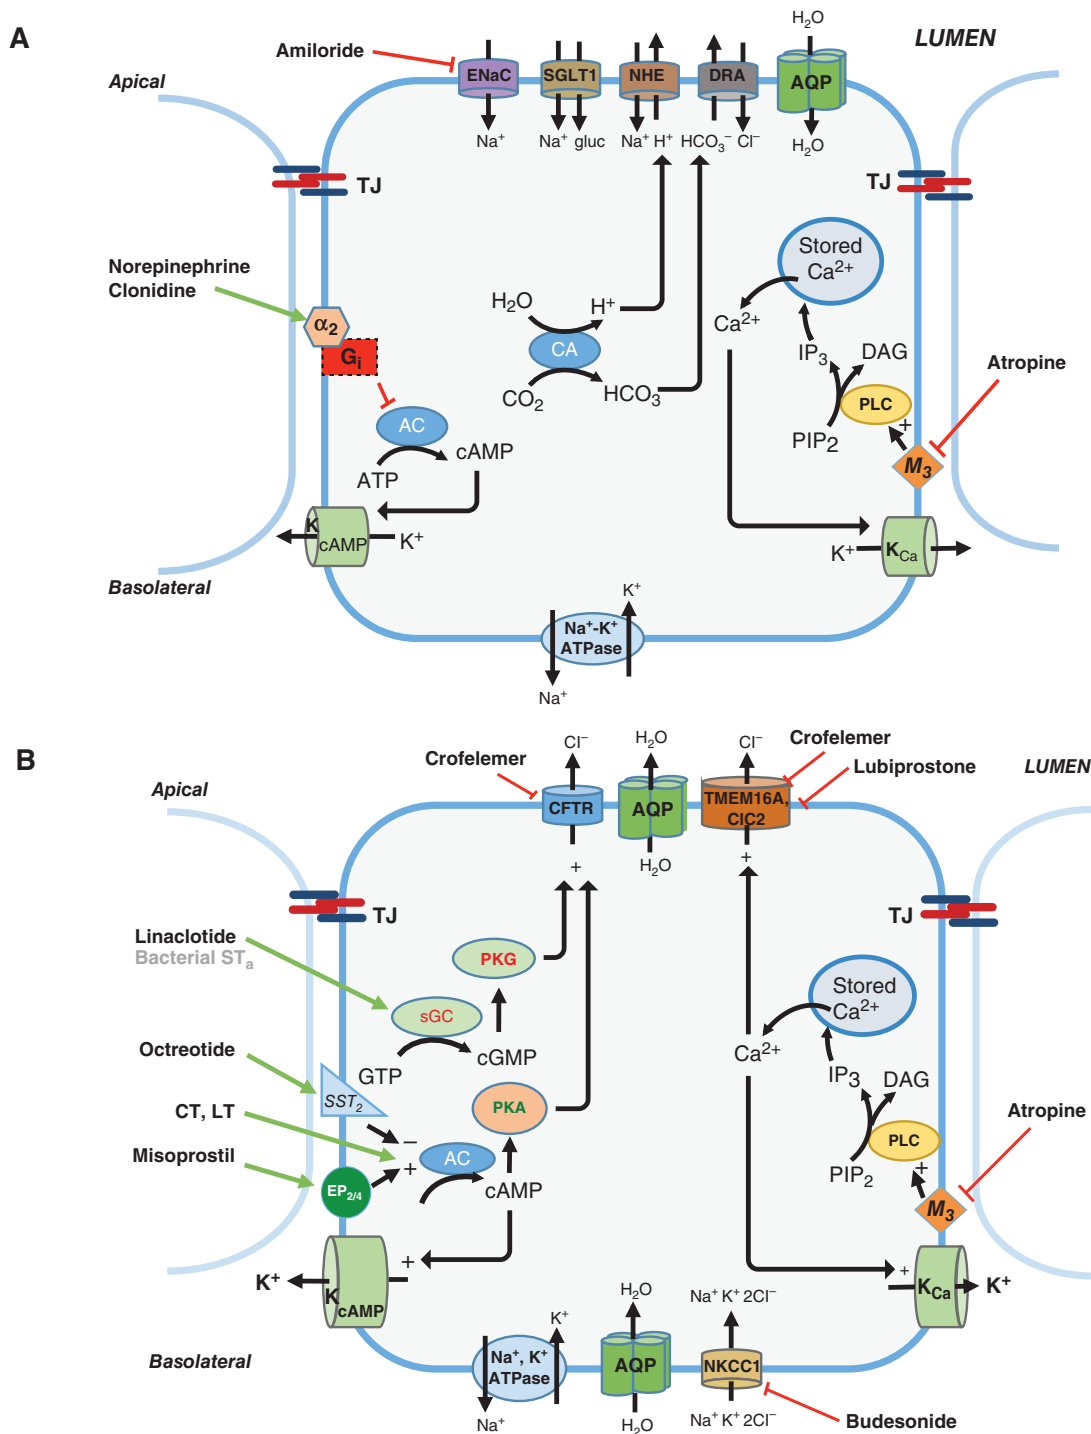 A
LUMEN
Apical
Amiloride
ENaC
SGLT1
NHE
DRA
AQP
H₂O
Na⁺
Na⁺ gluc
Na⁺ H⁺
HCO₃⁻ Cl⁻
H₂O
TJ
TJ
Norepinephrine
Clonidine
α₂
Gᵢ
AC
ATP
cAMP
K
cAMP
K⁺
H₂O
H⁺
CA
CO₂
HCO₃
Stored
Ca²⁺
Ca²⁺
IP₃
DAG
PIP₂
PLC
+
M₃
Atropine
K⁺
K_Ca
Basolateral
Na⁺-K⁺
ATPase
K⁺
Na⁺
B
LUMEN
Apical
Crofelemer
Cl⁻
H₂O
Cl⁻
Crofelemer
Lubiprostone
CFTR
AQP
TMEM16A,
ClC2
+
H₂O
+
TJ
TJ
Linaclotide
Bacterial STₐ
PKG
sGC
GTP
cGMP
Octreotide
SST₂
CT, LT
−
+
AC
PKA
cAMP
Misoprostil
EP₂/₄
+
K⁺
K
cAMP
Stored
Ca²⁺
Ca²⁺
IP₃
DAG
PIP₂
PLC
+
M₃
Atropine
+
K_Ca
K⁺
Basolateral
Na⁺, K⁺
ATPase
K⁺
Na⁺
H₂O
AQP
H₂O
Na⁺ K⁺ 2Cl⁻
NKCC1
Na⁺ K⁺ 2Cl⁻
Budesonide